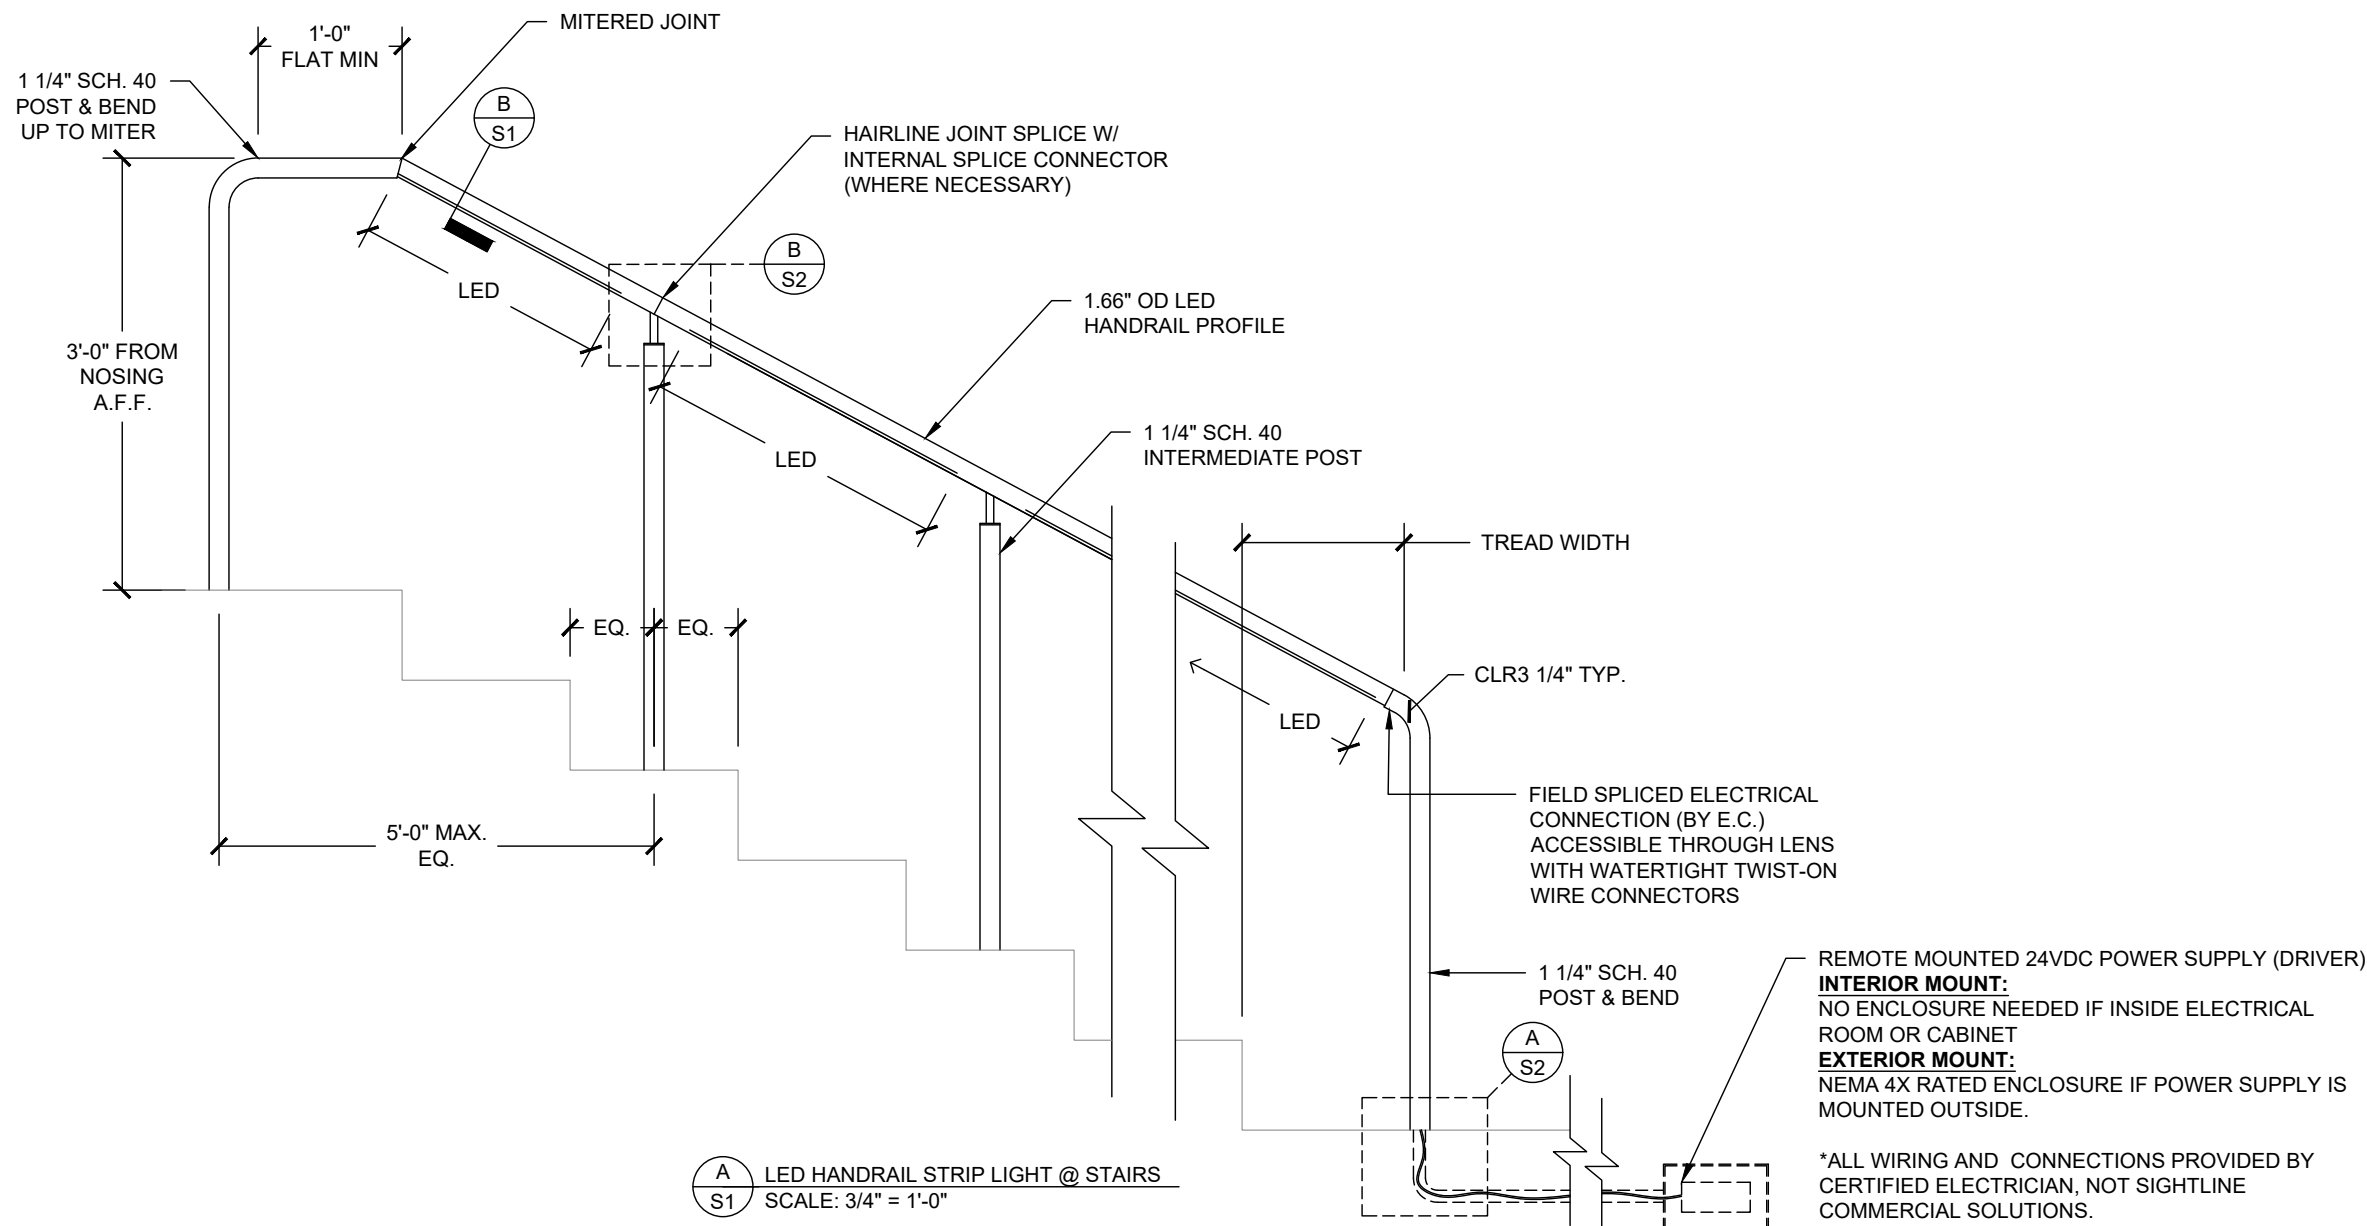 MITERED JOINT
1'-0"
FLAT MIN
1 1/4" SCH. 40
POST & BEND
UP TO MITER
B
S1
HAIRLINE JOINT SPLICE W/
INTERNAL SPLICE CONNECTOR
(WHERE NECESSARY)
B
S2
LED
1.66" OD LED
HANDRAIL PROFILE
3'-0" FROM
NOSING
A.F.F.
1 1/4" SCH. 40
INTERMEDIATE POST
LED
TREAD WIDTH
EQ.
EQ.
CLR3 1/4" TYP.
LED
FIELD SPLICED ELECTRICAL
CONNECTION (BY E.C.)
ACCESSIBLE THROUGH LENS
WITH WATERTIGHT TWIST-ON
WIRE CONNECTORS
5'-0" MAX.
EQ.
1 1/4" SCH. 40
POST & BEND
REMOTE MOUNTED 24VDC POWER SUPPLY (DRIVER)
INTERIOR MOUNT:
NO ENCLOSURE NEEDED IF INSIDE ELECTRICAL
ROOM OR CABINET
EXTERIOR MOUNT:
NEMA 4X RATED ENCLOSURE IF POWER SUPPLY IS
MOUNTED OUTSIDE.
*ALL WIRING AND CONNECTIONS PROVIDED BY
CERTIFIED ELECTRICIAN, NOT SIGHTLINE
COMMERCIAL SOLUTIONS.
A
S2
A
S1
LED HANDRAIL STRIP LIGHT @ STAIRS
SCALE: 3/4" = 1'-0"